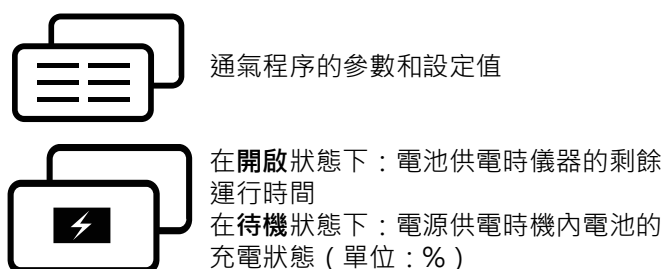 通氣程序的參數和設定值
在開啟狀態下：電池供電時儀器的剩餘
運行時間
在待機狀態下：電源供電時機內電池的
充電狀態（單位：%）